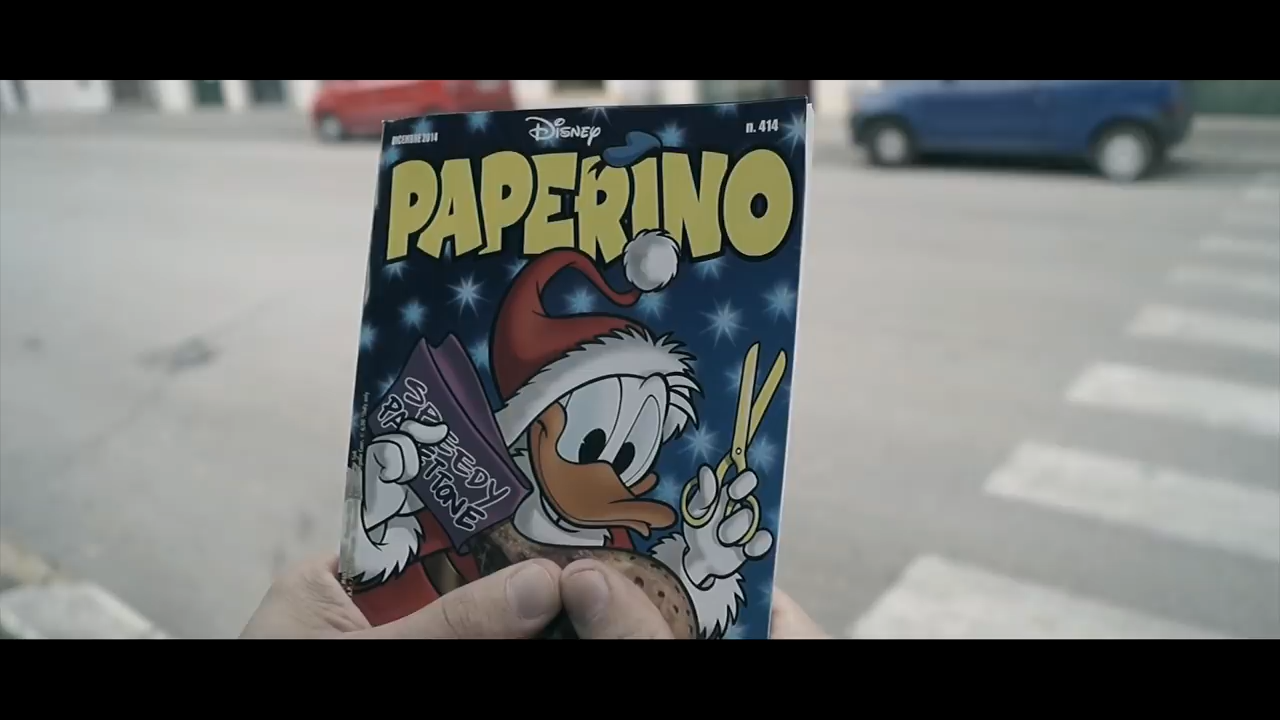 DICEMBRE 2014
Disney
n. 414
PAPERINO
SPEEDY
PANETTONE